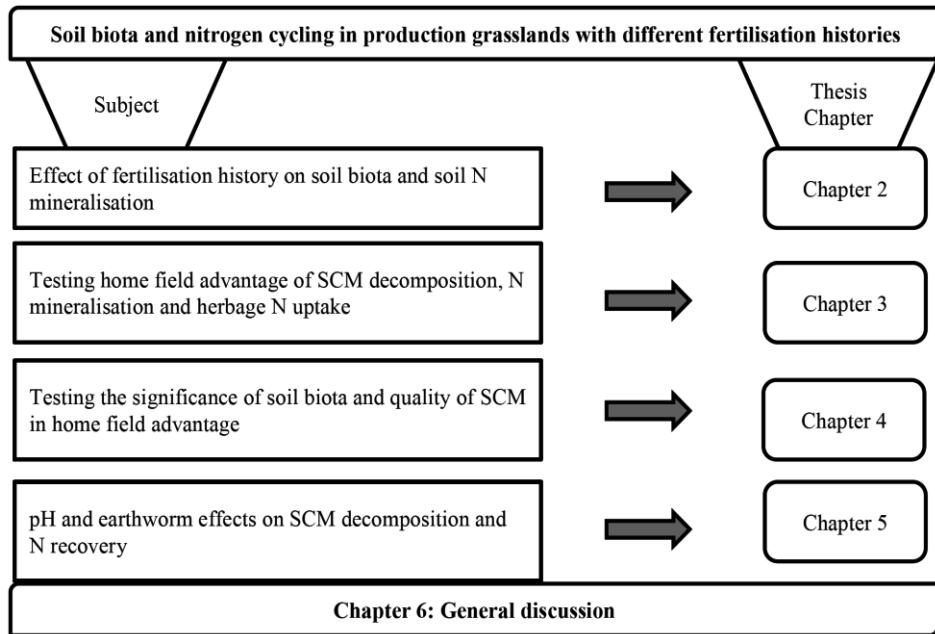 Soil biota and nitrogen cycling in production grasslands with different fertilisation histories
Subject
Thesis
Chapter
Effect of fertilisation history on soil biota and soil N
mineralisation
Chapter 2
Testing home field advantage of SCM decomposition, N
mineralisation and herbage N uptake
Chapter 3
Testing the significance of soil biota and quality of SCM
in home field advantage
Chapter 4
pH and earthworm effects on SCM decomposition and
N recovery
Chapter 5
Chapter 6: General discussion